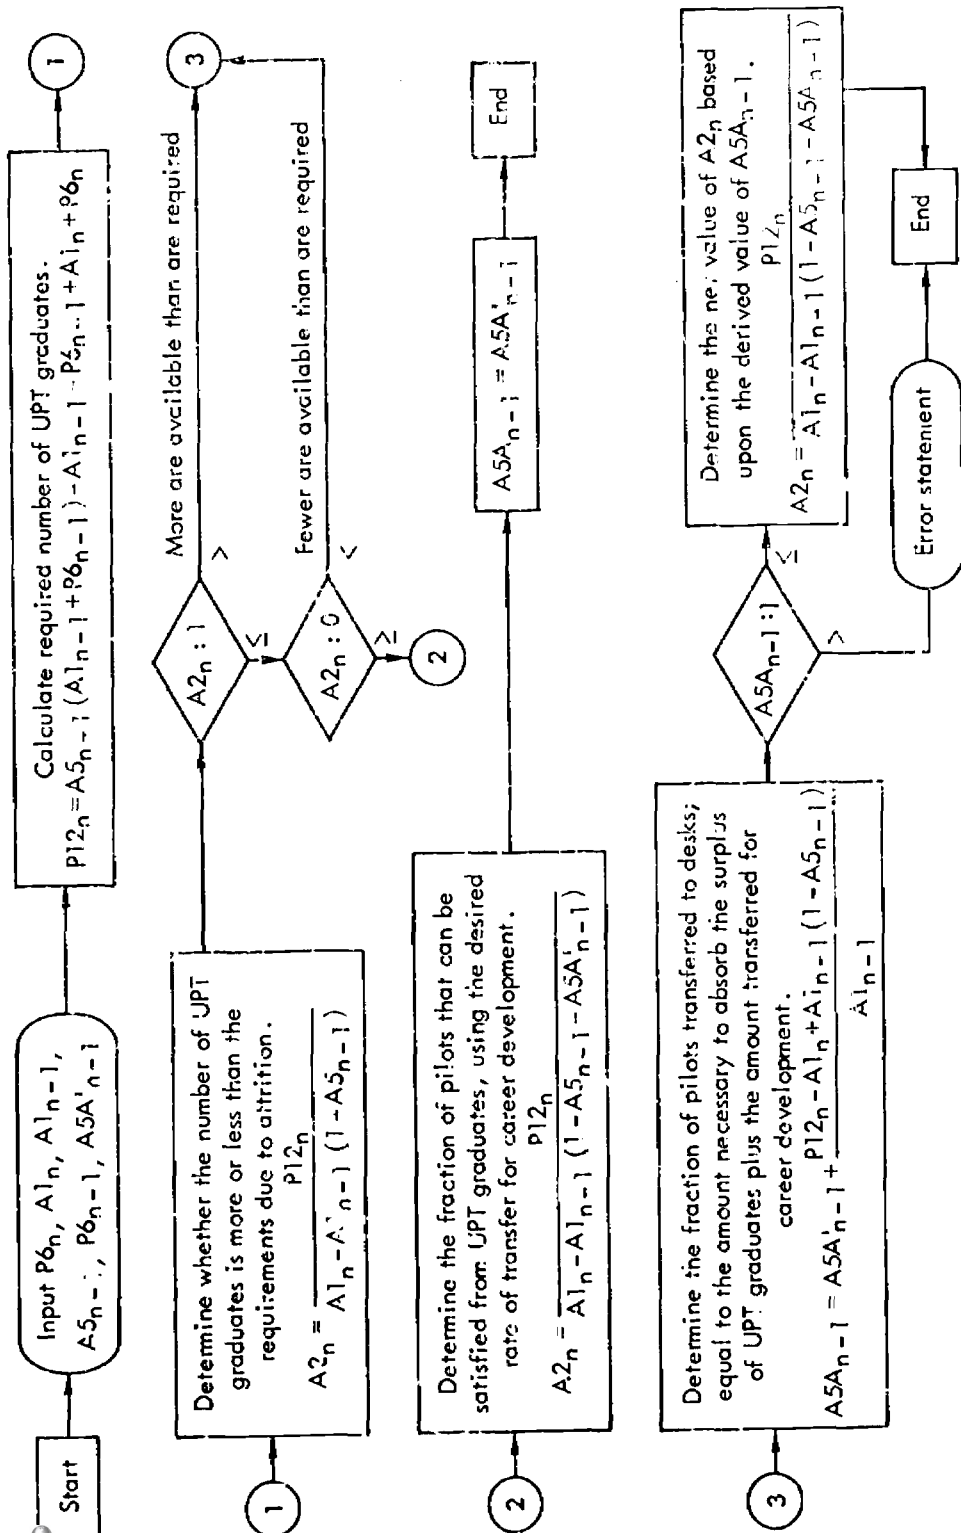 Start
Input P6n, A1n, A1n-1,
A5n-1, P6n-1, A5A'n-1
Calculate required number of UPT graduates.
P12n = A5n-1 (A1n-1 + P6n-1) - A1n-1 - P6n-1 + A1n + P6n
1
1
Determine whether the number of UPT
graduates is more or less than the
requirements due to attrition.
P12n
A2n =
A1n - A1n-1 (1 - A5n-1)
A2n : 1
>
More are available than are required
3
≤
A2n : 0
<
Fewer are available than are required
≥
2
2
Determine the fraction of pilots that can be
satisfied from UPT graduates, using the desired
rate of transfer for career development.
P12n
A2n =
A1n - A1n-1 (1 - A5n-1 - A5A'n-1)
A5An-1 = A5A'n-1
End
3
Determine the fraction of pilots transferred to desks;
equal to the amount necessary to absorb the surplus
of UPT graduates plus the amount transferred for
career development.
P12n - A1n + A1n-1 (1 - A5n-1)
A5An-1 = A5A'n-1 +
A1n-1
A5An-1 : 1
≤
>
Determine the new value of A2n based
upon the derived value of A5An-1.
P12n
A2n =
A1n - A1n-1 (1 - A5n-1 - A5An-1)
Error statement
End